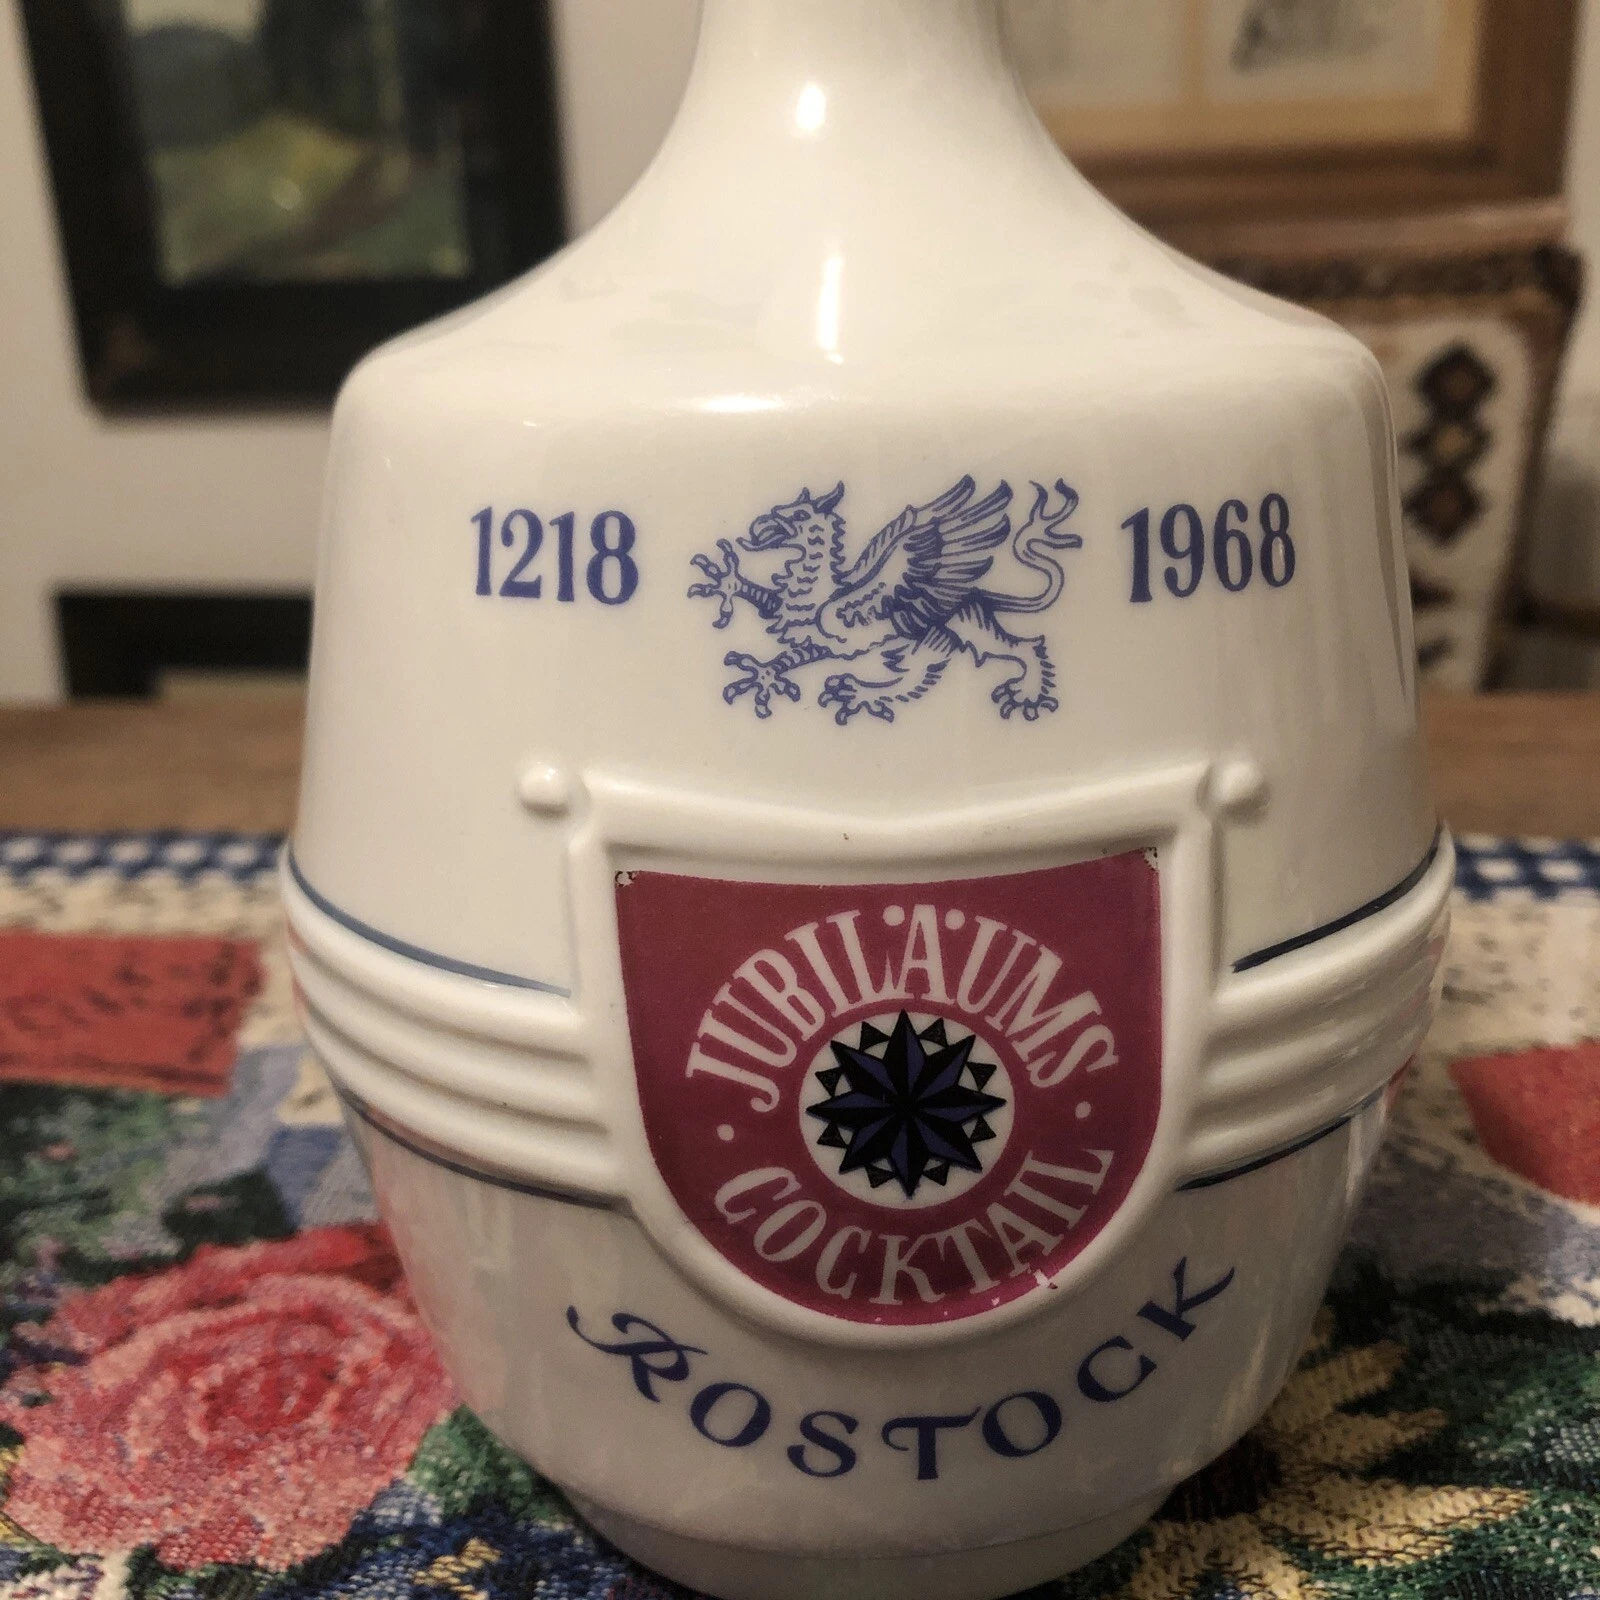 1218 1968
JUBILÄUMS
· COCKTAIL ·
ROSTOCK